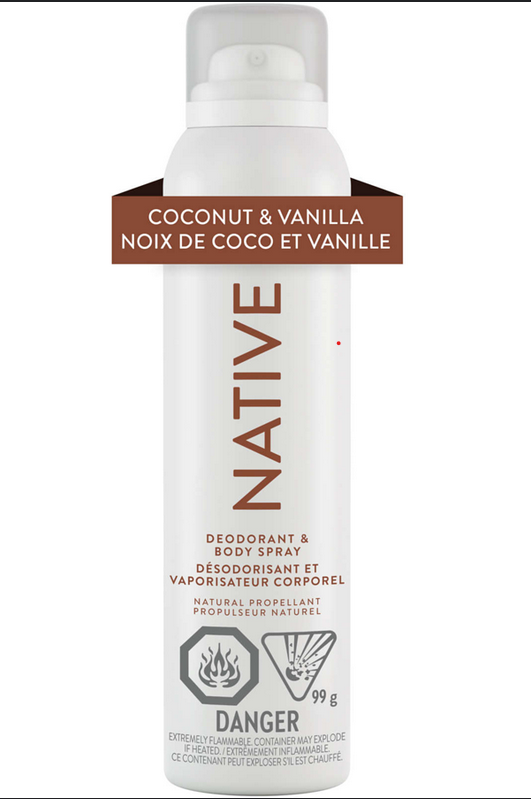 COCONUT & VANILLA
NOIX DE COCO ET VANILLE
NATIVE
DEODORANT &
BODY SPRAY
DÉSODORISANT ET
VAPORISATEUR CORPOREL
NATURAL PROPELLANT
PROPULSEUR NATUREL
99 g
DANGER
EXTREMELY FLAMMABLE. CONTAINER MAY EXPLODE
IF HEATED. / EXTRÊMEMENT INFLAMMABLE.
CE CONTENANT PEUT EXPLOSER S'IL EST CHAUFFÉ.